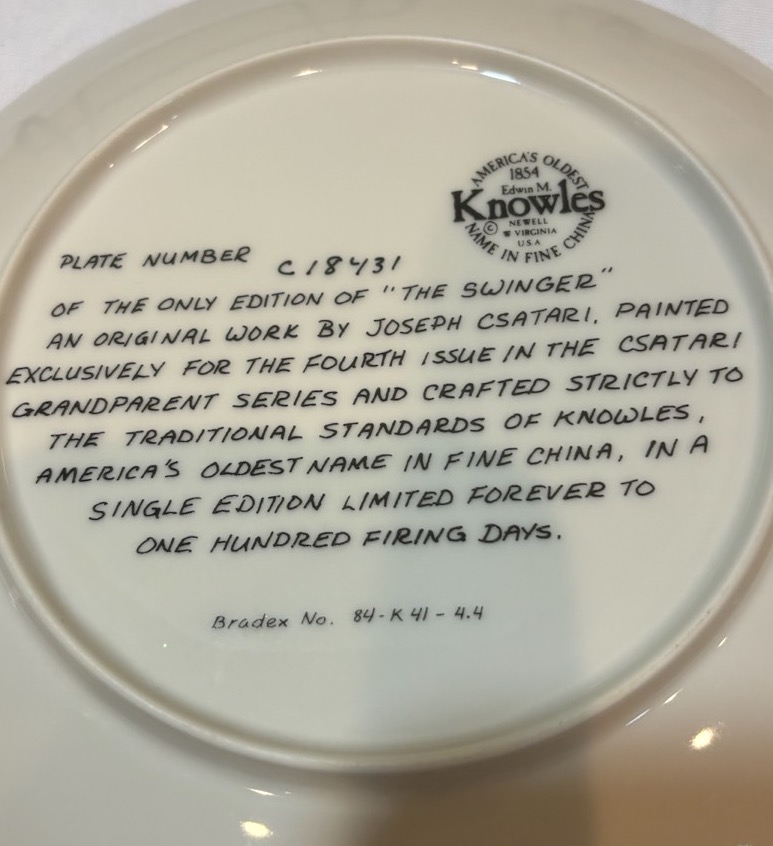 AMERICA'S OLDEST
1854
Edwin M.
Knowles
©
NEWELL
W VIRGINIA
U.S.A
NAME IN FINE CHINA
PLATE NUMBER C18431
OF THE ONLY EDITION OF "THE SWINGER"
AN ORIGINAL WORK BY JOSEPH CSATARI, PAINTED
EXCLUSIVELY FOR THE FOURTH ISSUE IN THE CSATARI
GRANDPARENT SERIES AND CRAFTED STRICTLY TO
THE TRADITIONAL STANDARDS OF KNOWLES,
AMERICA'S OLDEST NAME IN FINE CHINA, IN A
SINGLE EDITION LIMITED FOREVER TO
ONE HUNDRED FIRING DAYS.
Bradex No. 84-K41-4.4